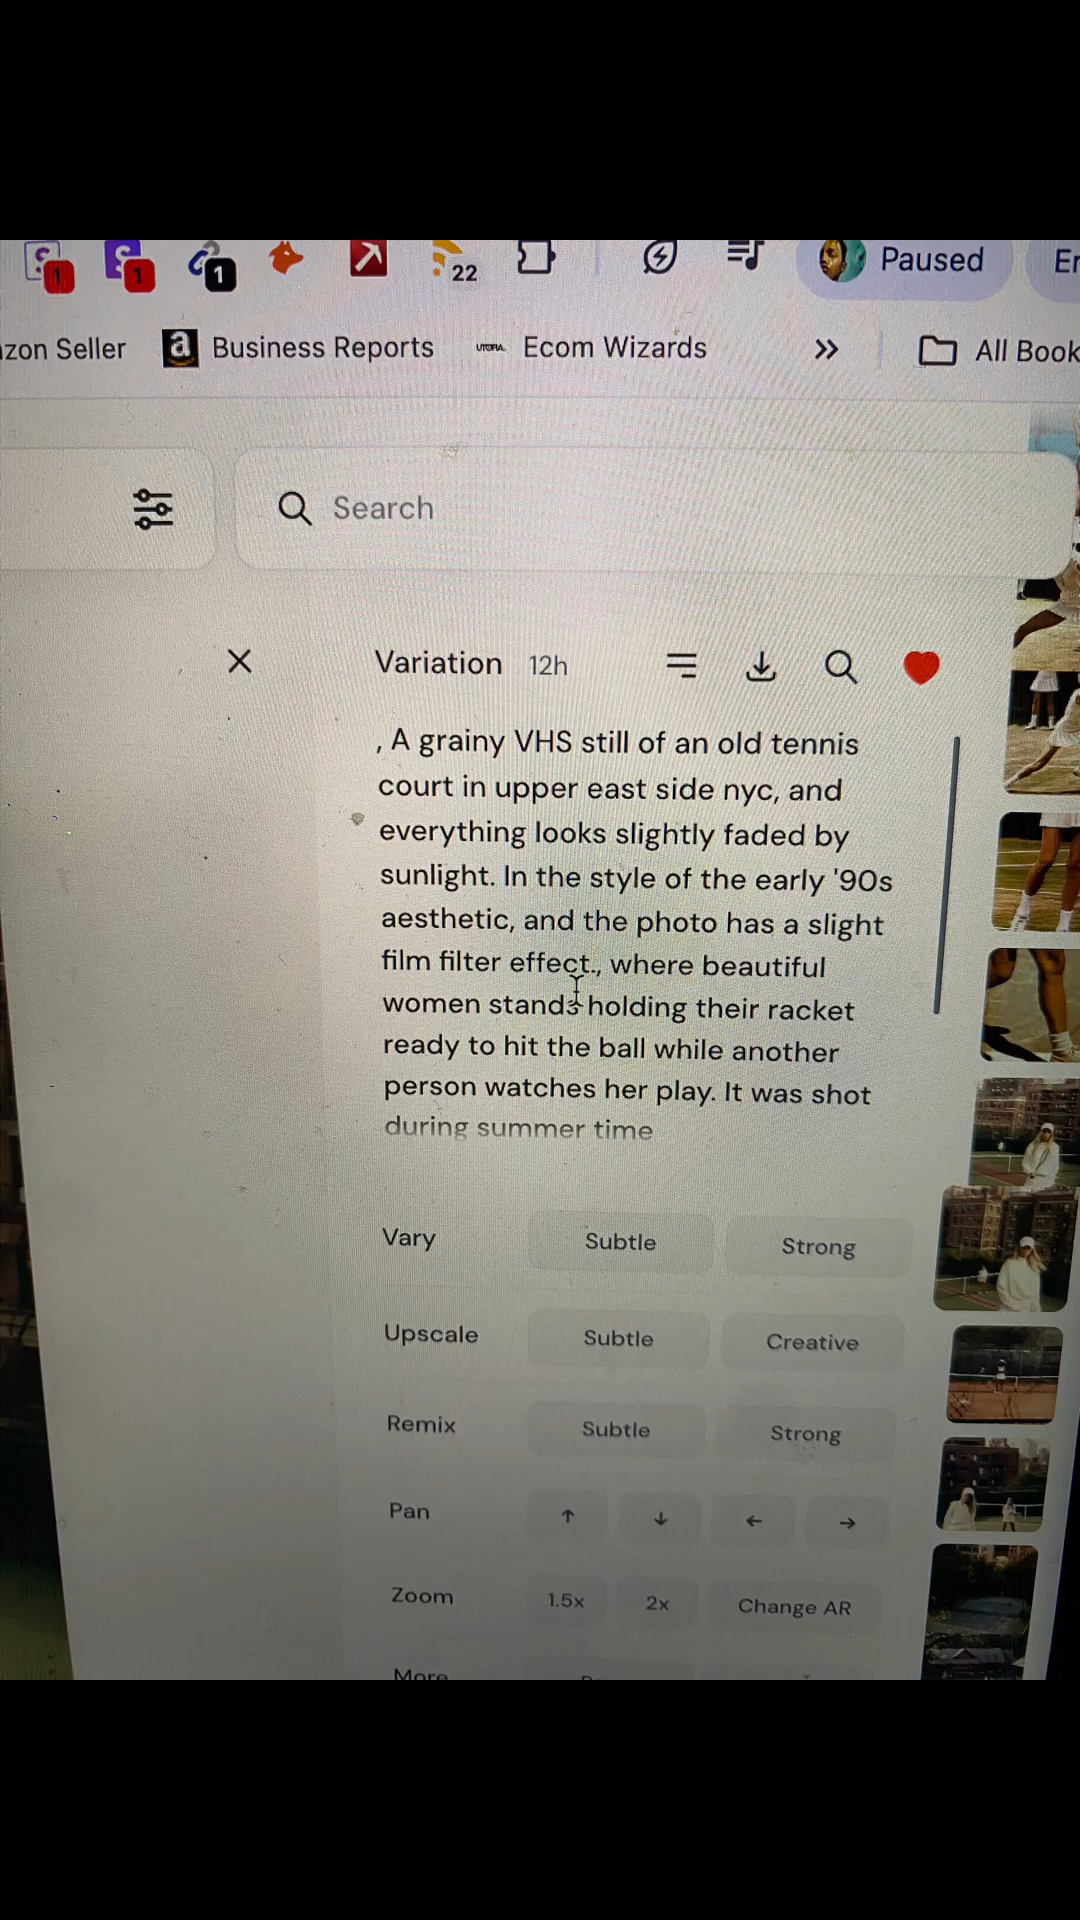 1
1
1
22
Paused
Er
zon Seller
a
Business Reports
UTOPIA
Ecom Wizards
All Book
Search
Variation 12h
, A grainy VHS still of an old tennis
court in upper east side nyc, and
everything looks slightly faded by
sunlight. In the style of the early '90s
aesthetic, and the photo has a slight
film filter effect., where beautiful
women stands holding their racket
ready to hit the ball while another
person watches her play. It was shot
during summer time
Vary Subtle Strong
Upscale Subtle Creative
Remix Subtle Strong
Pan
Zoom 1.5x 2x Change AR
More